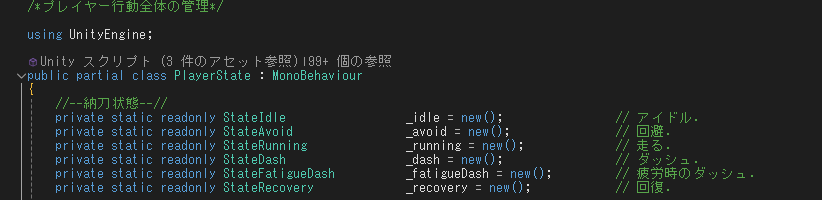 /*プレイヤー行動全体の管理*/
using UnityEngine;
Unity スクリプト (3 件のアセット参照)|99+ 個の参照
public partial class PlayerState : MonoBehaviour
{
//--納刀状態--//
private static readonly StateIdle _idle = new(); // アイドル.
private static readonly StateAvoid _avoid = new(); // 回避.
private static readonly StateRunning _running = new(); // 走る.
private static readonly StateDash _dash = new(); // ダッシュ.
private static readonly StateFatigueDash _fatigueDash = new(); // 疲労時のダッシュ.
private static readonly StateRecovery _recovery = new(); // 回復.